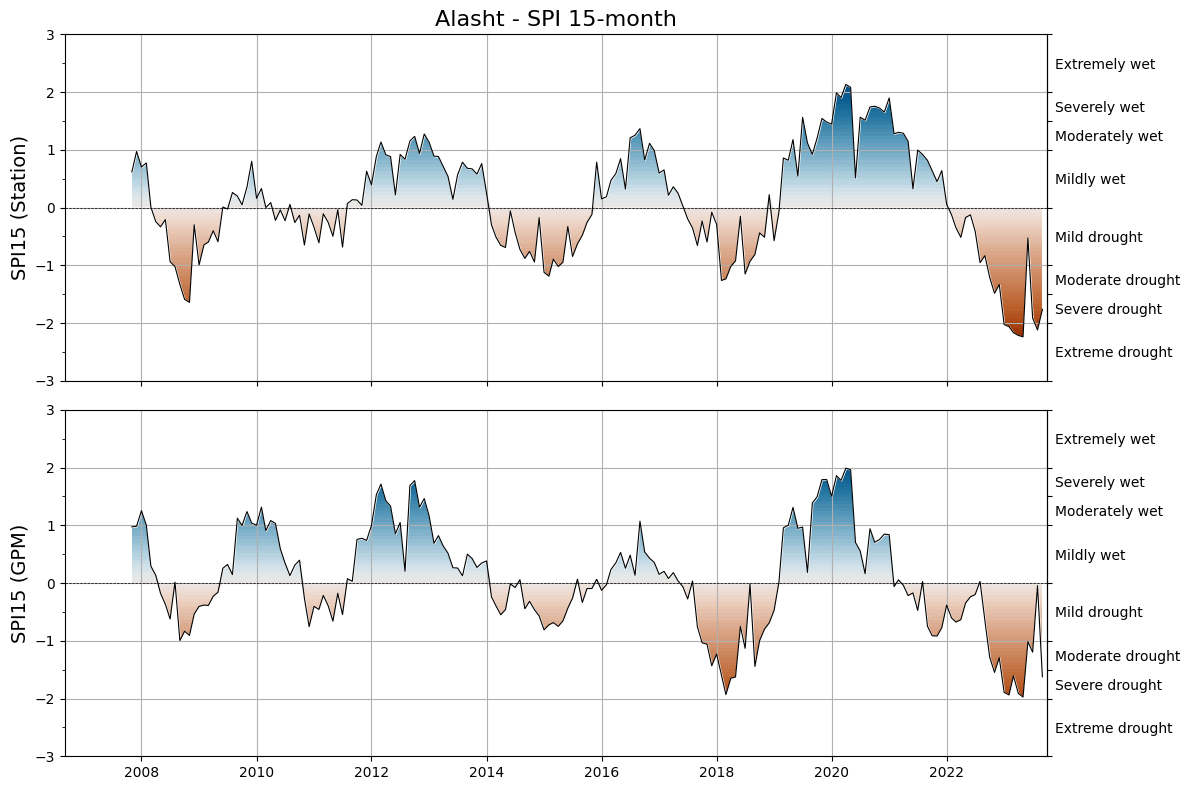 Alasht - SPI 15-month
SPI15 (Station)
3
2
1
0
−1
−2
−3
Extremely wet
Severely wet
Moderately wet
Mildly wet
Mild drought
Moderate drought
Severe drought
Extreme drought
SPI15 (GPM)
3
2
1
0
−1
−2
−3
Extremely wet
Severely wet
Moderately wet
Mildly wet
Mild drought
Moderate drought
Severe drought
Extreme drought
2008 2010 2012 2014 2016 2018 2020 2022